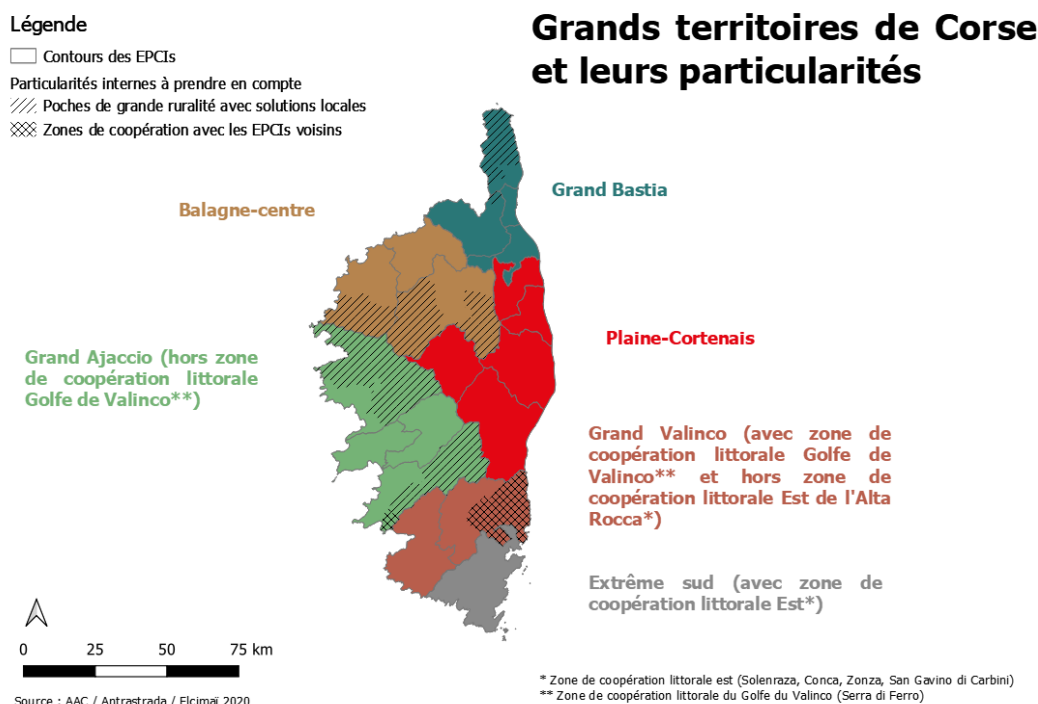 Légende
Contours des EPCIs
Particularités internes à prendre en compte
Poches de grande ruralité avec solutions locales
Zones de coopération avec les EPCIs voisins
Grands territoires de Corse
et leurs particularités
Grand Bastia
Balagne-centre
Plaine-Cortenais
Grand Ajaccio (hors zone
de coopération littorale
Golfe de Valinco**)
Grand Valinco (avec zone de
coopération littorale Golfe de
Valinco** et hors zone de
coopération littorale Est de l'Alta
Rocca*)
Extrême sud (avec zone de
coopération littorale Est*)
0 25 50 75 km
Source : AAC / Antrastrada / Elcimaï 2020
* Zone de coopération littorale est (Solenraza, Conca, Zonza, San Gavino di Carbini)
** Zone de coopération littorale du Golfe du Valinco (Serra di Ferro)